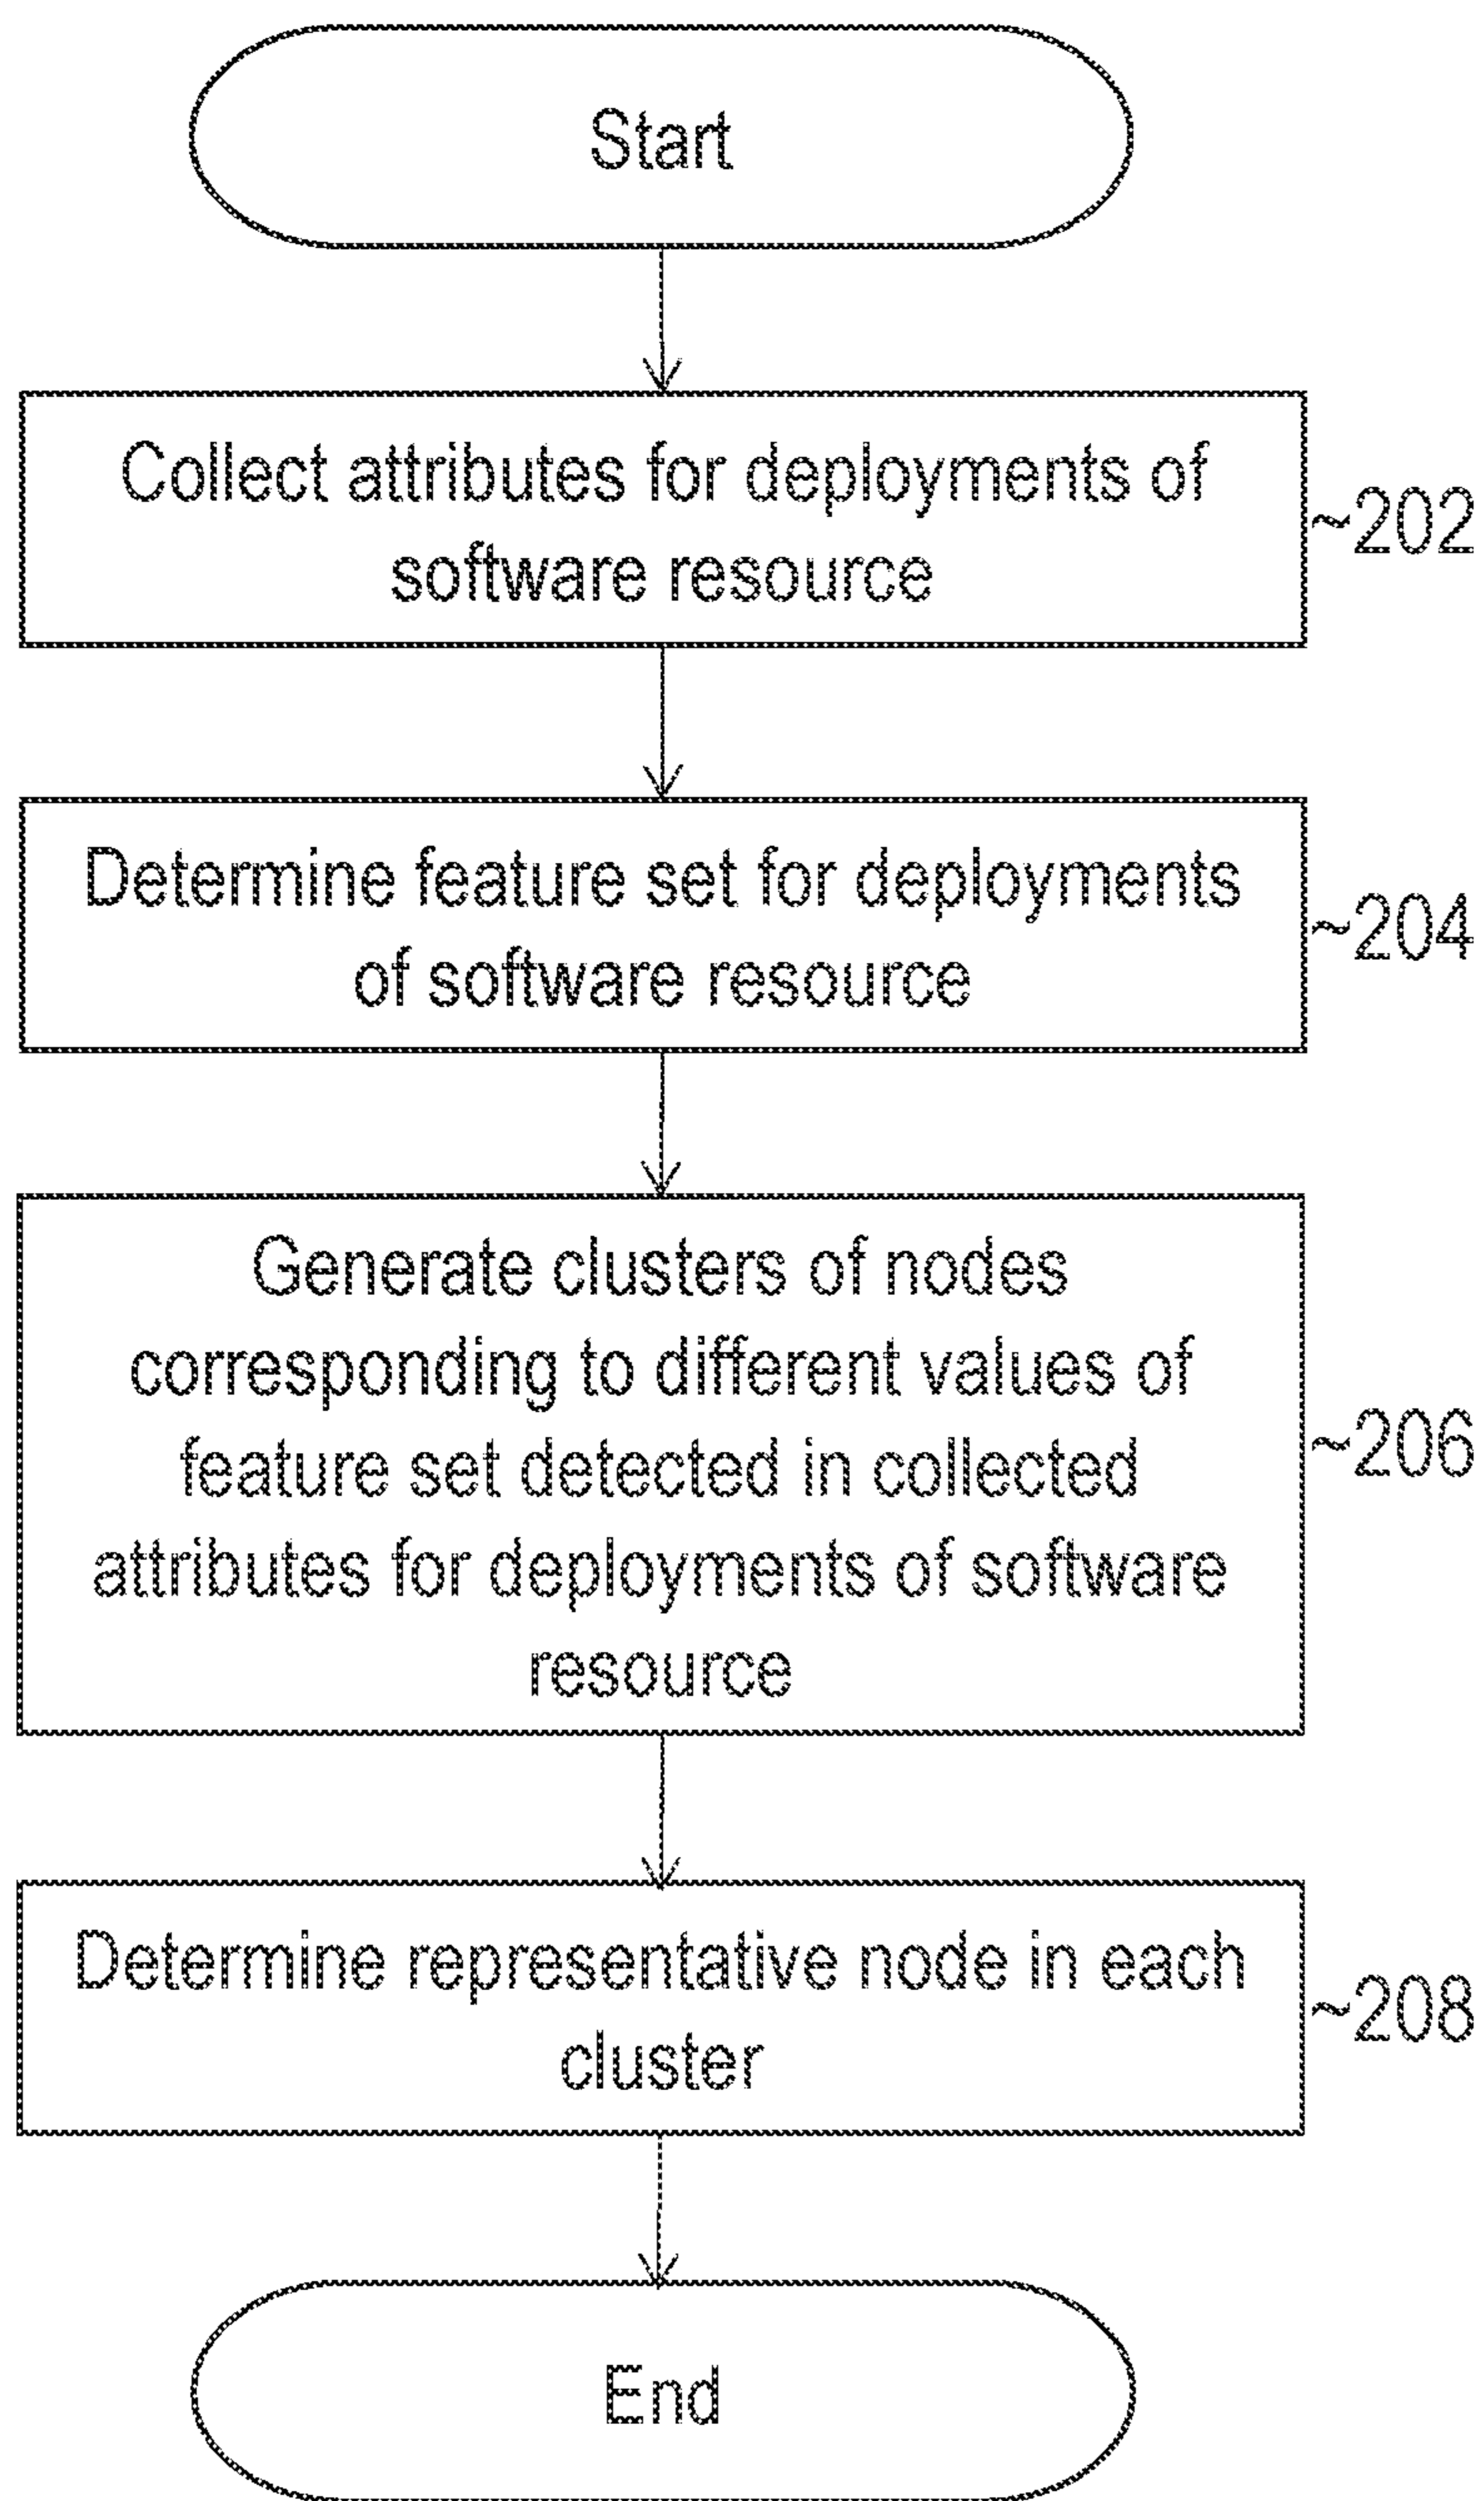 Start
Collect attributes for deployments of
software resource
~202
Determine feature set for deployments
of software resource
~204
Generate clusters of nodes
corresponding to different values of
feature set detected in collected
attributes for deployments of software
resource
~206
Determine representative node in each
cluster
~208
End